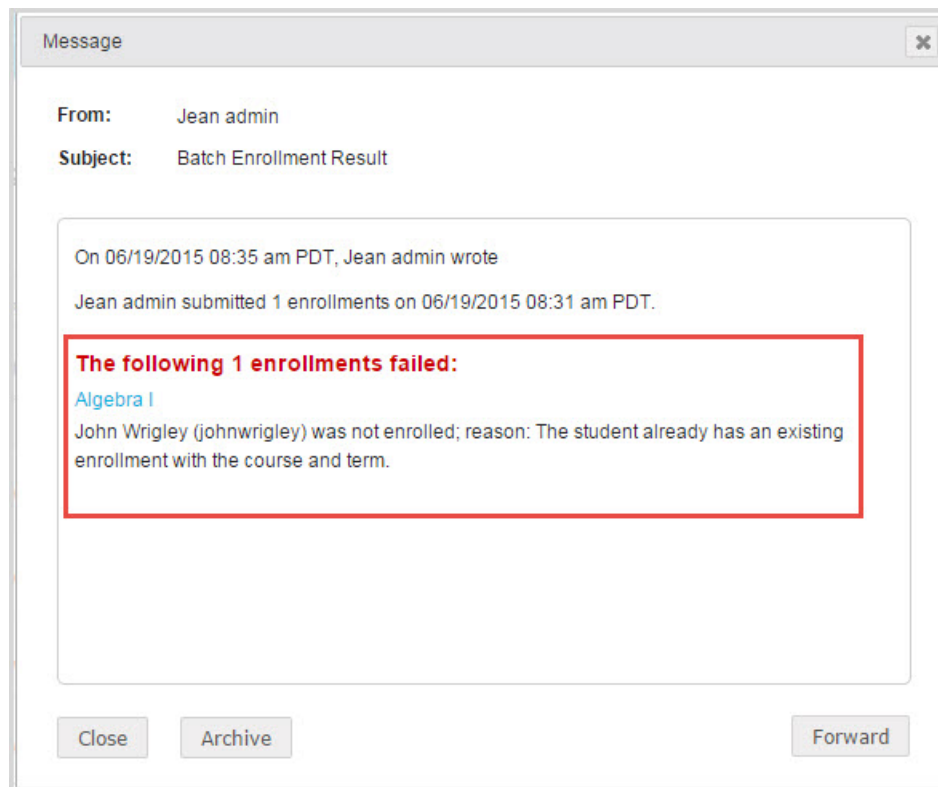 Message
From: Jean admin
Subject: Batch Enrollment Result
On 06/19/2015 08:35 am PDT, Jean admin wrote
Jean admin submitted 1 enrollments on 06/19/2015 08:31 am PDT.
The following 1 enrollments failed:
Algebra I
John Wrigley (johnwrigley) was not enrolled; reason: The student already has an existing
enrollment with the course and term.
Close Archive Forward